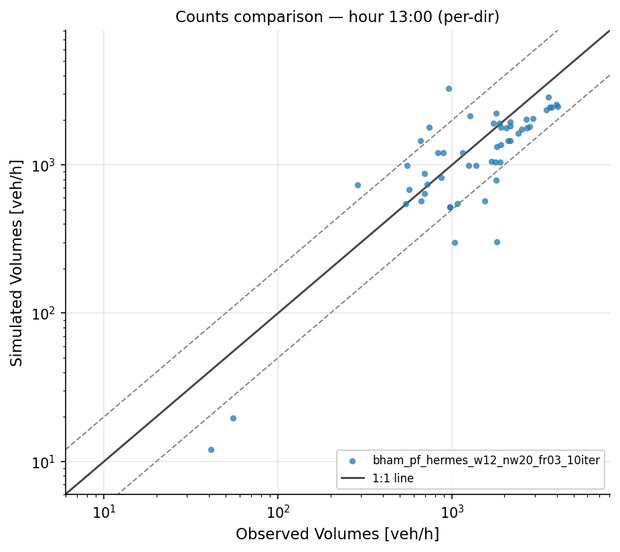 Counts comparison — hour 13:00 (per-dir)
Simulated Volumes [veh/h]
10³
10²
10¹
bham_pf_hermes_w12_nw20_fr03_10iter
1:1 line
10¹ 10² 10³
Observed Volumes [veh/h]